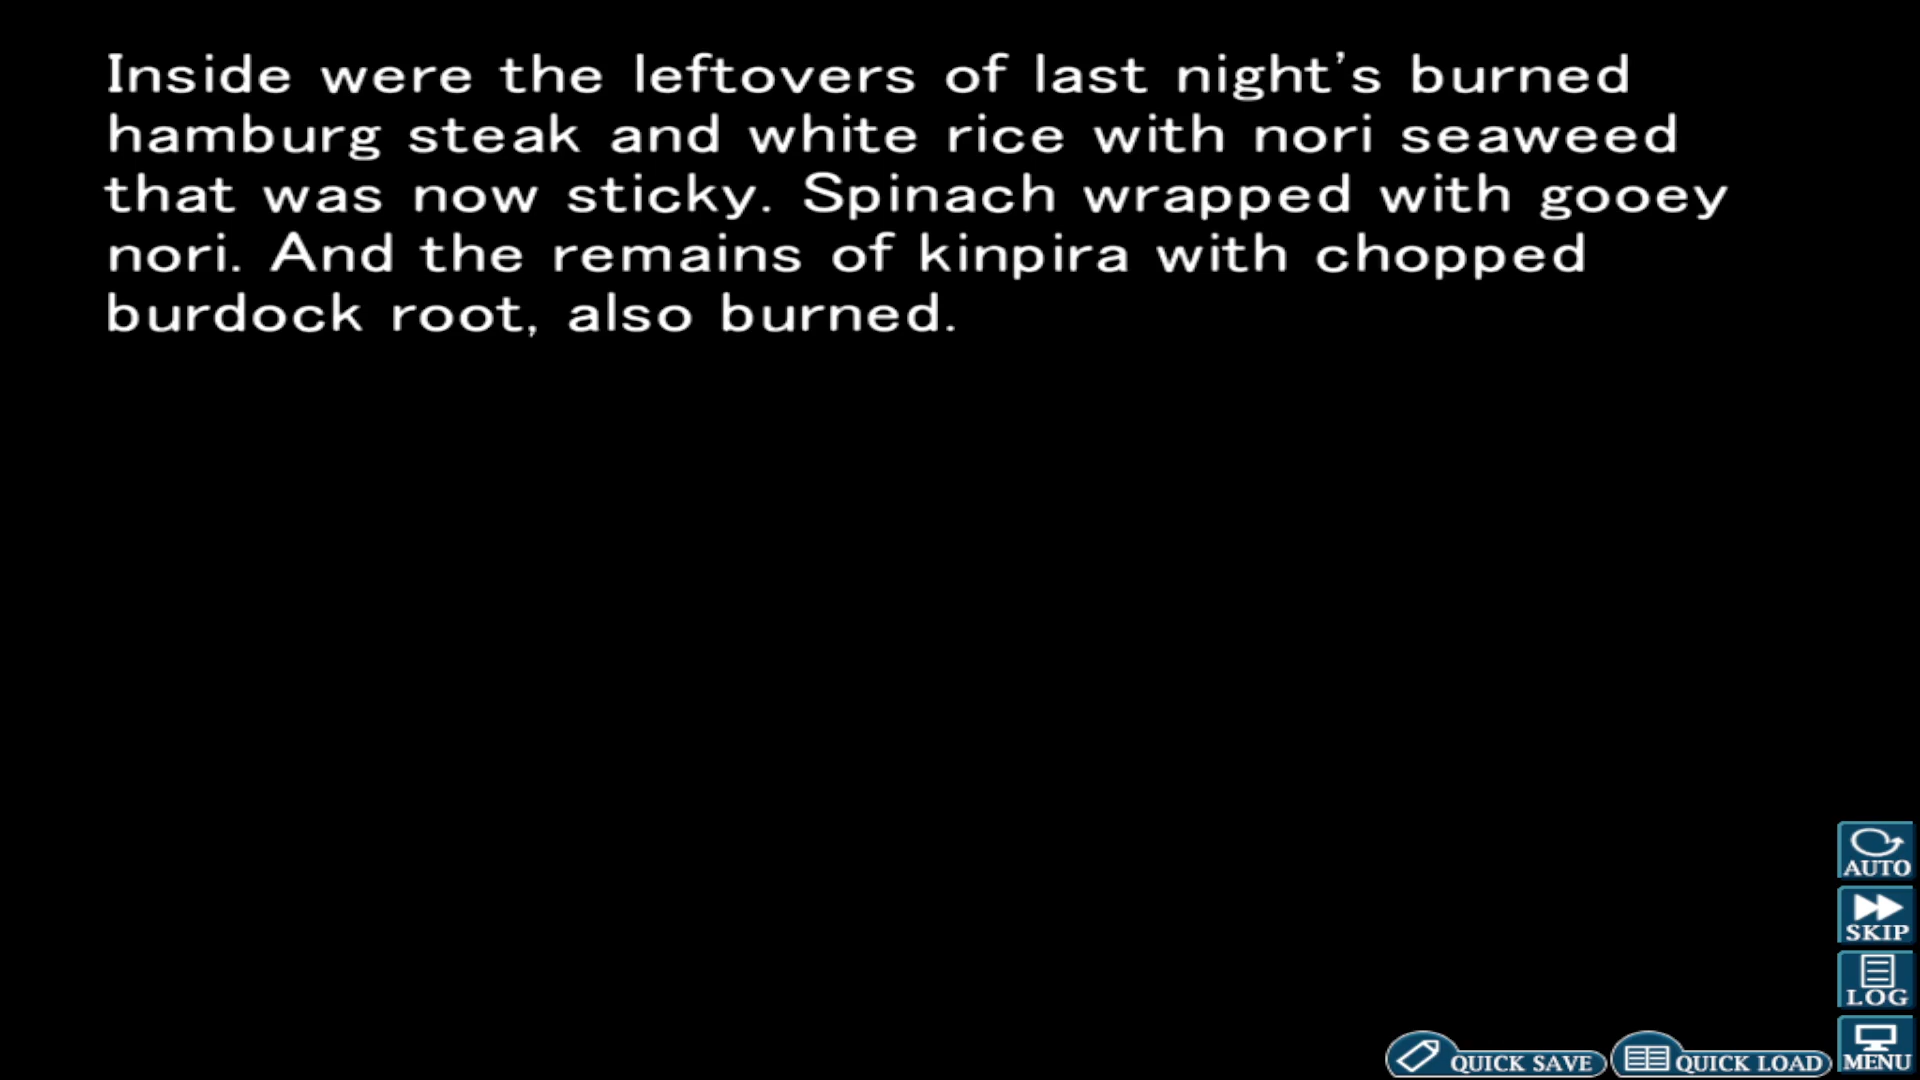 Inside were the leftovers of last night's burned
hamburg steak and white rice with nori seaweed
that was now sticky. Spinach wrapped with gooey
nori. And the remains of kinpira with chopped
burdock root, also burned.
AUTO
SKIP
LOG
MENU
QUICK SAVE
QUICK LOAD